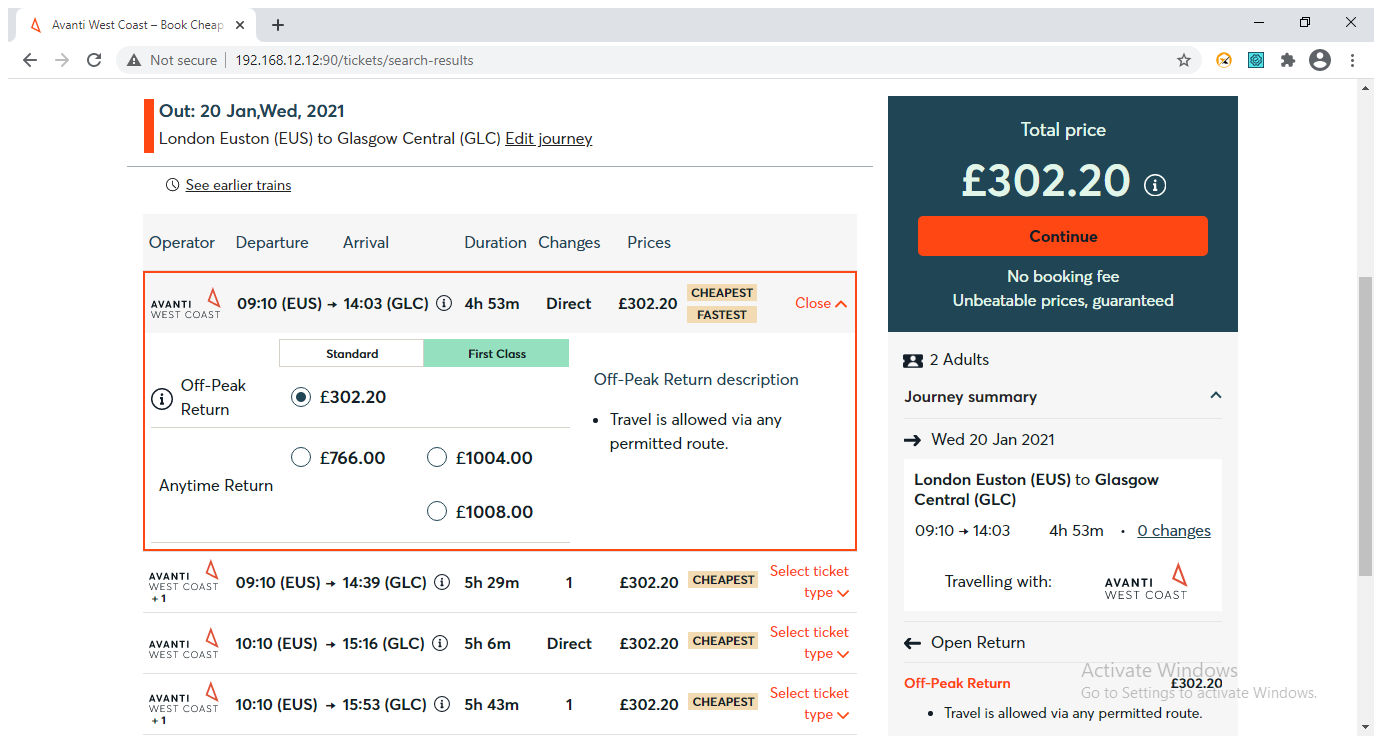 Avanti West Coast – Book Cheap
Not secure | 192.168.12.12:90/tickets/search-results
Out: 20 Jan,Wed, 2021
London Euston (EUS) to Glasgow Central (GLC) Edit journey
See earlier trains
Operator Departure Arrival Duration Changes Prices
AVANTI WEST COAST 09:10 (EUS) → 14:03 (GLC) 4h 53m Direct £302.20 CHEAPEST FASTEST Close
Standard First Class
Off-Peak Return £302.20
Anytime Return £766.00 £1004.00
£1008.00
Off-Peak Return description
• Travel is allowed via any
permitted route.
AVANTI WEST COAST + 1 09:10 (EUS) → 14:39 (GLC) 5h 29m 1 £302.20 CHEAPEST Select ticket type
AVANTI WEST COAST 10:10 (EUS) → 15:16 (GLC) 5h 6m Direct £302.20 CHEAPEST Select ticket type
AVANTI WEST COAST + 1 10:10 (EUS) → 15:53 (GLC) 5h 43m 1 £302.20 CHEAPEST Select ticket type
Total price
£302.20
Continue
No booking fee
Unbeatable prices, guaranteed
2 Adults
Journey summary
→ Wed 20 Jan 2021
London Euston (EUS) to Glasgow
Central (GLC)
09:10 → 14:03 4h 53m • 0 changes
Travelling with: AVANTI WEST COAST
← Open Return
Off-Peak Return £302.20
• Travel is allowed via any permitted route.
Activate Windows
Go to Settings to activate Windows.